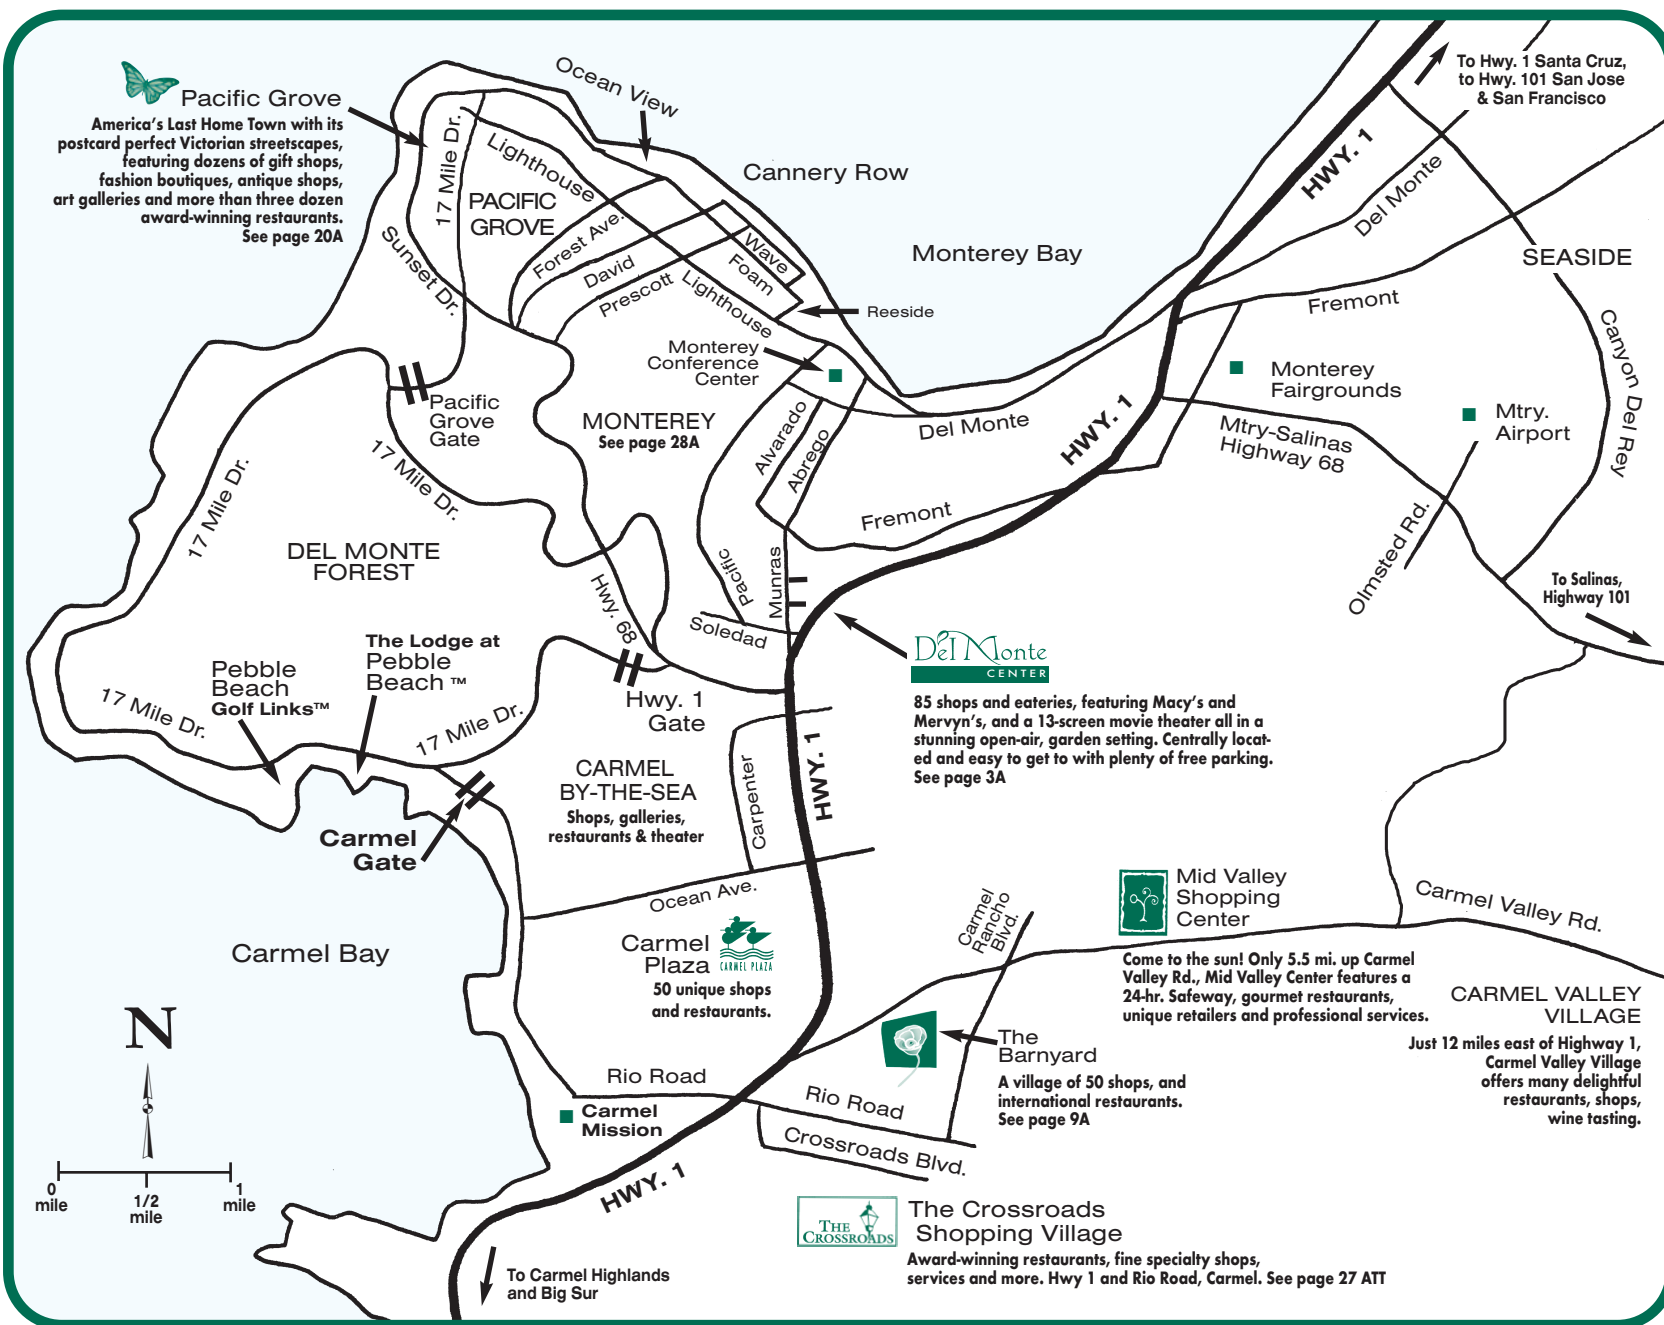 Pacific Grove
America's Last Home Town with its
postcard perfect Victorian streetscapes,
featuring dozens of gift shops,
fashion boutiques, antique shops,
art galleries and more than three dozen
award-winning restaurants.
See page 20A
Ocean View
Cannery Row
Monterey Bay
To Hwy. 1 Santa Cruz,
to Hwy. 101 San Jose
& San Francisco
HWY. 1
Del Monte
SEASIDE
Fremont
Canyon Del Rey
17 Mile Dr.
Lighthouse
PACIFIC
GROVE
Sunset Dr.
Forest Ave.
David
Prescott
Wave
Foam
Lighthouse
Reeside
Monterey
Conference
Center
Monterey
Fairgrounds
Mtry.
Airport
Pacific
Grove
Gate
MONTEREY
See page 28A
Alvarado
Abrego
Del Monte
HWY. 1
Mtry-Salinas
Highway 68
17 Mile Dr.
17 Mile Dr.
Fremont
Olmsted Rd.
DEL MONTE
FOREST
Pacific
Munras
Hwy. 68
Soledad
To Salinas,
Highway 101
Del Monte
CENTER
85 shops and eateries, featuring Macy's and
Mervyn's, and a 13-screen movie theater all in a
stunning open-air, garden setting. Centrally locat-
ed and easy to get to with plenty of free parking.
See page 3A
The Lodge at
Pebble
Beach ™
Pebble
Beach
Golf Links™
17 Mile Dr.
17 Mile Dr.
Hwy. 1
Gate
CARMEL
BY-THE-SEA
Shops, galleries,
restaurants & theater
Carpenter
HWY. 1
Carmel
Gate
Ocean Ave.
Carmel
Plaza
CARMEL PLAZA
50 unique shops
and restaurants.
Carmel Bay
Carmel
Rancho
Blvd.
Mid Valley
Shopping
Center
Come to the sun! Only 5.5 mi. up Carmel
Valley Rd., Mid Valley Center features a
24-hr. Safeway, gourmet restaurants,
unique retailers and professional services.
Carmel Valley Rd.
CARMEL VALLEY
VILLAGE
Just 12 miles east of Highway 1,
Carmel Valley Village
offers many delightful
restaurants, shops,
wine tasting.
The
Barnyard
A village of 50 shops, and
international restaurants.
See page 9A
Rio Road
Rio Road
Crossroads Blvd.
Carmel
Mission
HWY. 1
N
0
mile
1/2
mile
1
mile
To Carmel Highlands
and Big Sur
THE
CROSSROADS
The Crossroads
Shopping Village
Award-winning restaurants, fine specialty shops,
services and more. Hwy 1 and Rio Road, Carmel. See page 27 ATT